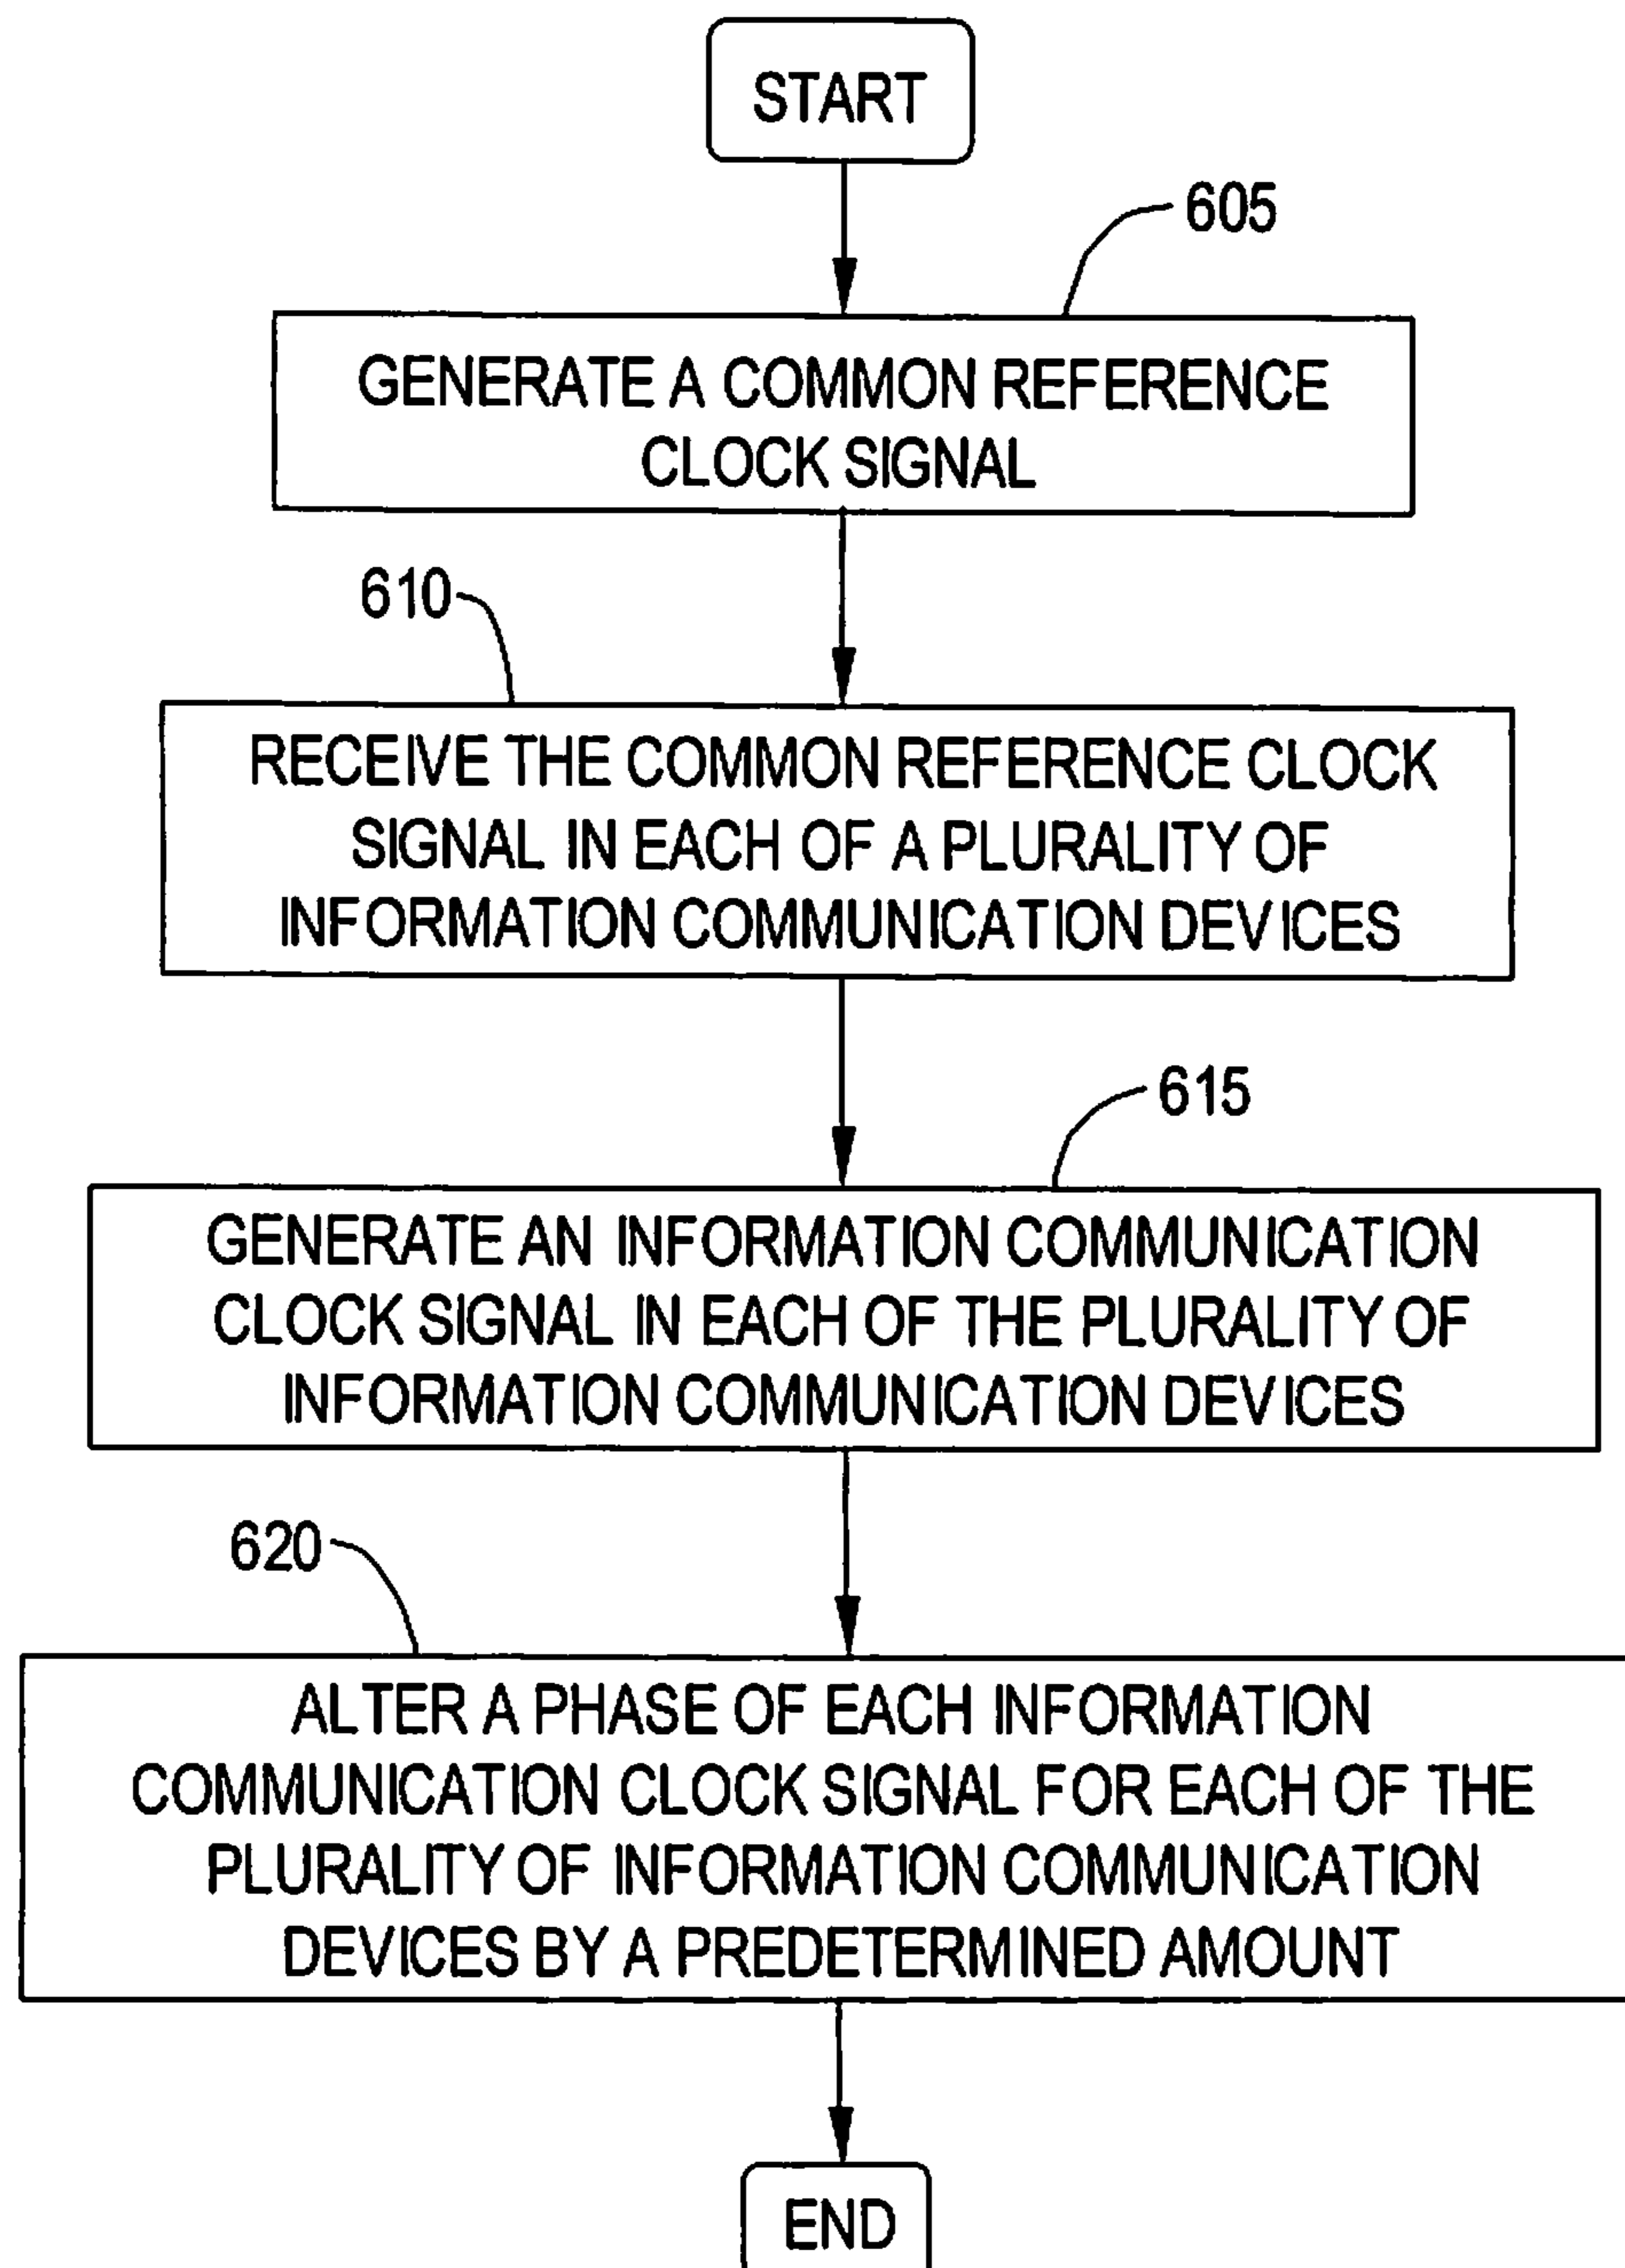 START
605
GENERATE A COMMON REFERENCE
CLOCK SIGNAL
610
RECEIVE THE COMMON REFERENCE CLOCK
SIGNAL IN EACH OF A PLURALITY OF
INFORMATION COMMUNICATION DEVICES
615
GENERATE AN INFORMATION COMMUNICATION
CLOCK SIGNAL IN EACH OF THE PLURALITY OF
INFORMATION COMMUNICATION DEVICES
620
ALTER A PHASE OF EACH INFORMATION
COMMUNICATION CLOCK SIGNAL FOR EACH OF THE
PLURALITY OF INFORMATION COMMUNICATION
DEVICES BY A PREDETERMINED AMOUNT
END